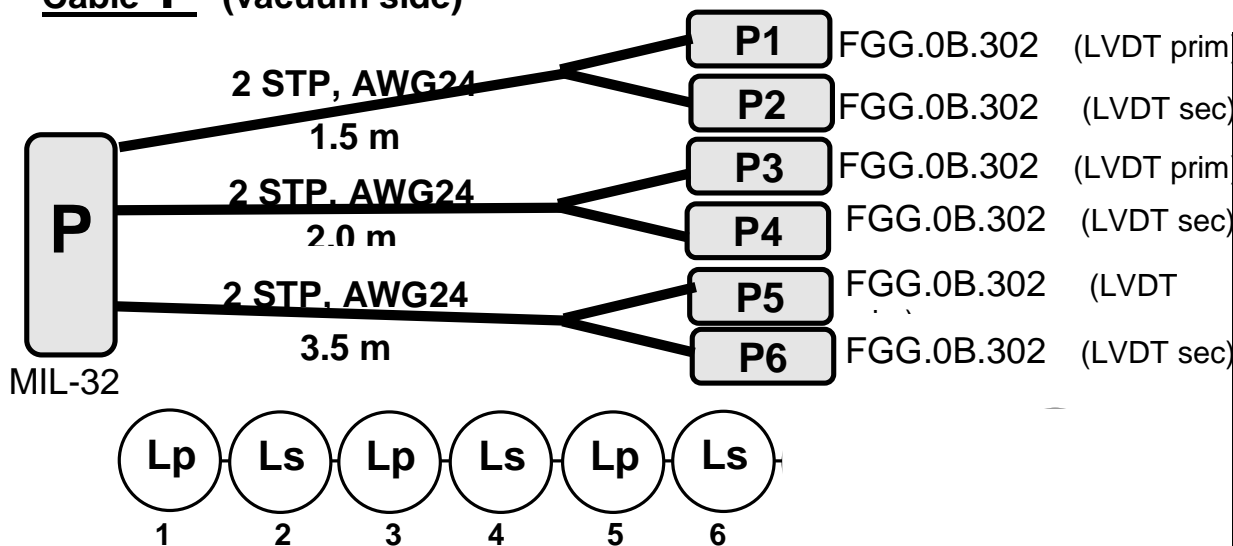 (vacuum side)
P1 FGG.0B.302 (LVDT prim
2 STP, AWG24
P2 FGG.0B.302 (LVDT sec)
1.5 m
P3 FGG.0B.302 (LVDT prim
2 STP, AWG24
P
P4 FGG.0B.302 (LVDT sec)
2.0 m
2 STP, AWG24
P5 FGG.0B.302 (LVDT
3.5 m
P6 FGG.0B.302 (LVDT sec)
MIL-32
Lp Ls Lp Ls Lp Ls
1 2 3 4 5 6